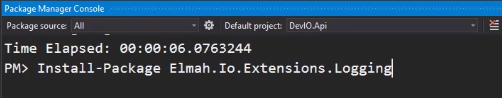 Package Manager Console
Package source: All Default project: DevIO.Api
Time Elapsed: 00:00:06.0763244
PM> Install-Package Elmah.Io.Extensions.Logging